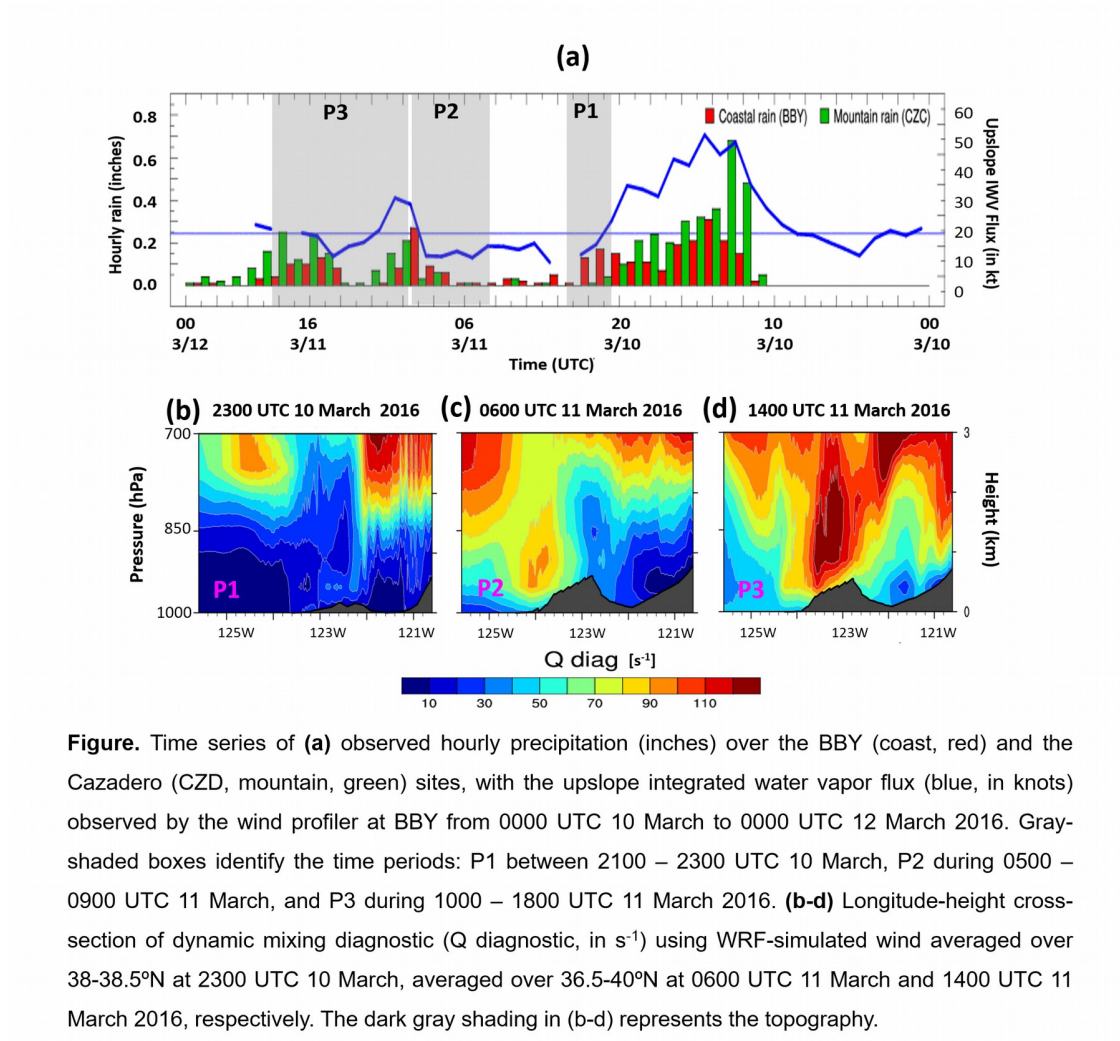 (a)
P3 P2 P1
Coastal rain (BBY) Mountain rain (CZC)
Hourly rain (inches)
0.8
0.6
0.4
0.2
0.0
60
50
40
30
20
10
0
Upslope IWV Flux (in kt)
00 16 06 20 10 00
3/12 3/11 3/11 3/10 3/10 3/10
Time (UTC)
(b) 2300 UTC 10 March 2016 (c) 0600 UTC 11 March 2016 (d) 1400 UTC 11 March 2016
Pressure (hPa)
700
850
1000
P1 P2 P3
3
0
Height (km)
125W 123W 121W 125W 123W 121W 125W 123W 121W
Q diag [s⁻¹]
10 30 50 70 90 110
Figure. Time series of (a) observed hourly precipitation (inches) over the BBY (coast, red) and the
Cazadero (CZD, mountain, green) sites, with the upslope integrated water vapor flux (blue, in knots)
observed by the wind profiler at BBY from 0000 UTC 10 March to 0000 UTC 12 March 2016. Gray-
shaded boxes identify the time periods: P1 between 2100 – 2300 UTC 10 March, P2 during 0500 –
0900 UTC 11 March, and P3 during 1000 – 1800 UTC 11 March 2016. (b-d) Longitude-height cross-
section of dynamic mixing diagnostic (Q diagnostic, in s⁻¹) using WRF-simulated wind averaged over
38-38.5ºN at 2300 UTC 10 March, averaged over 36.5-40ºN at 0600 UTC 11 March and 1400 UTC 11
March 2016, respectively. The dark gray shading in (b-d) represents the topography.